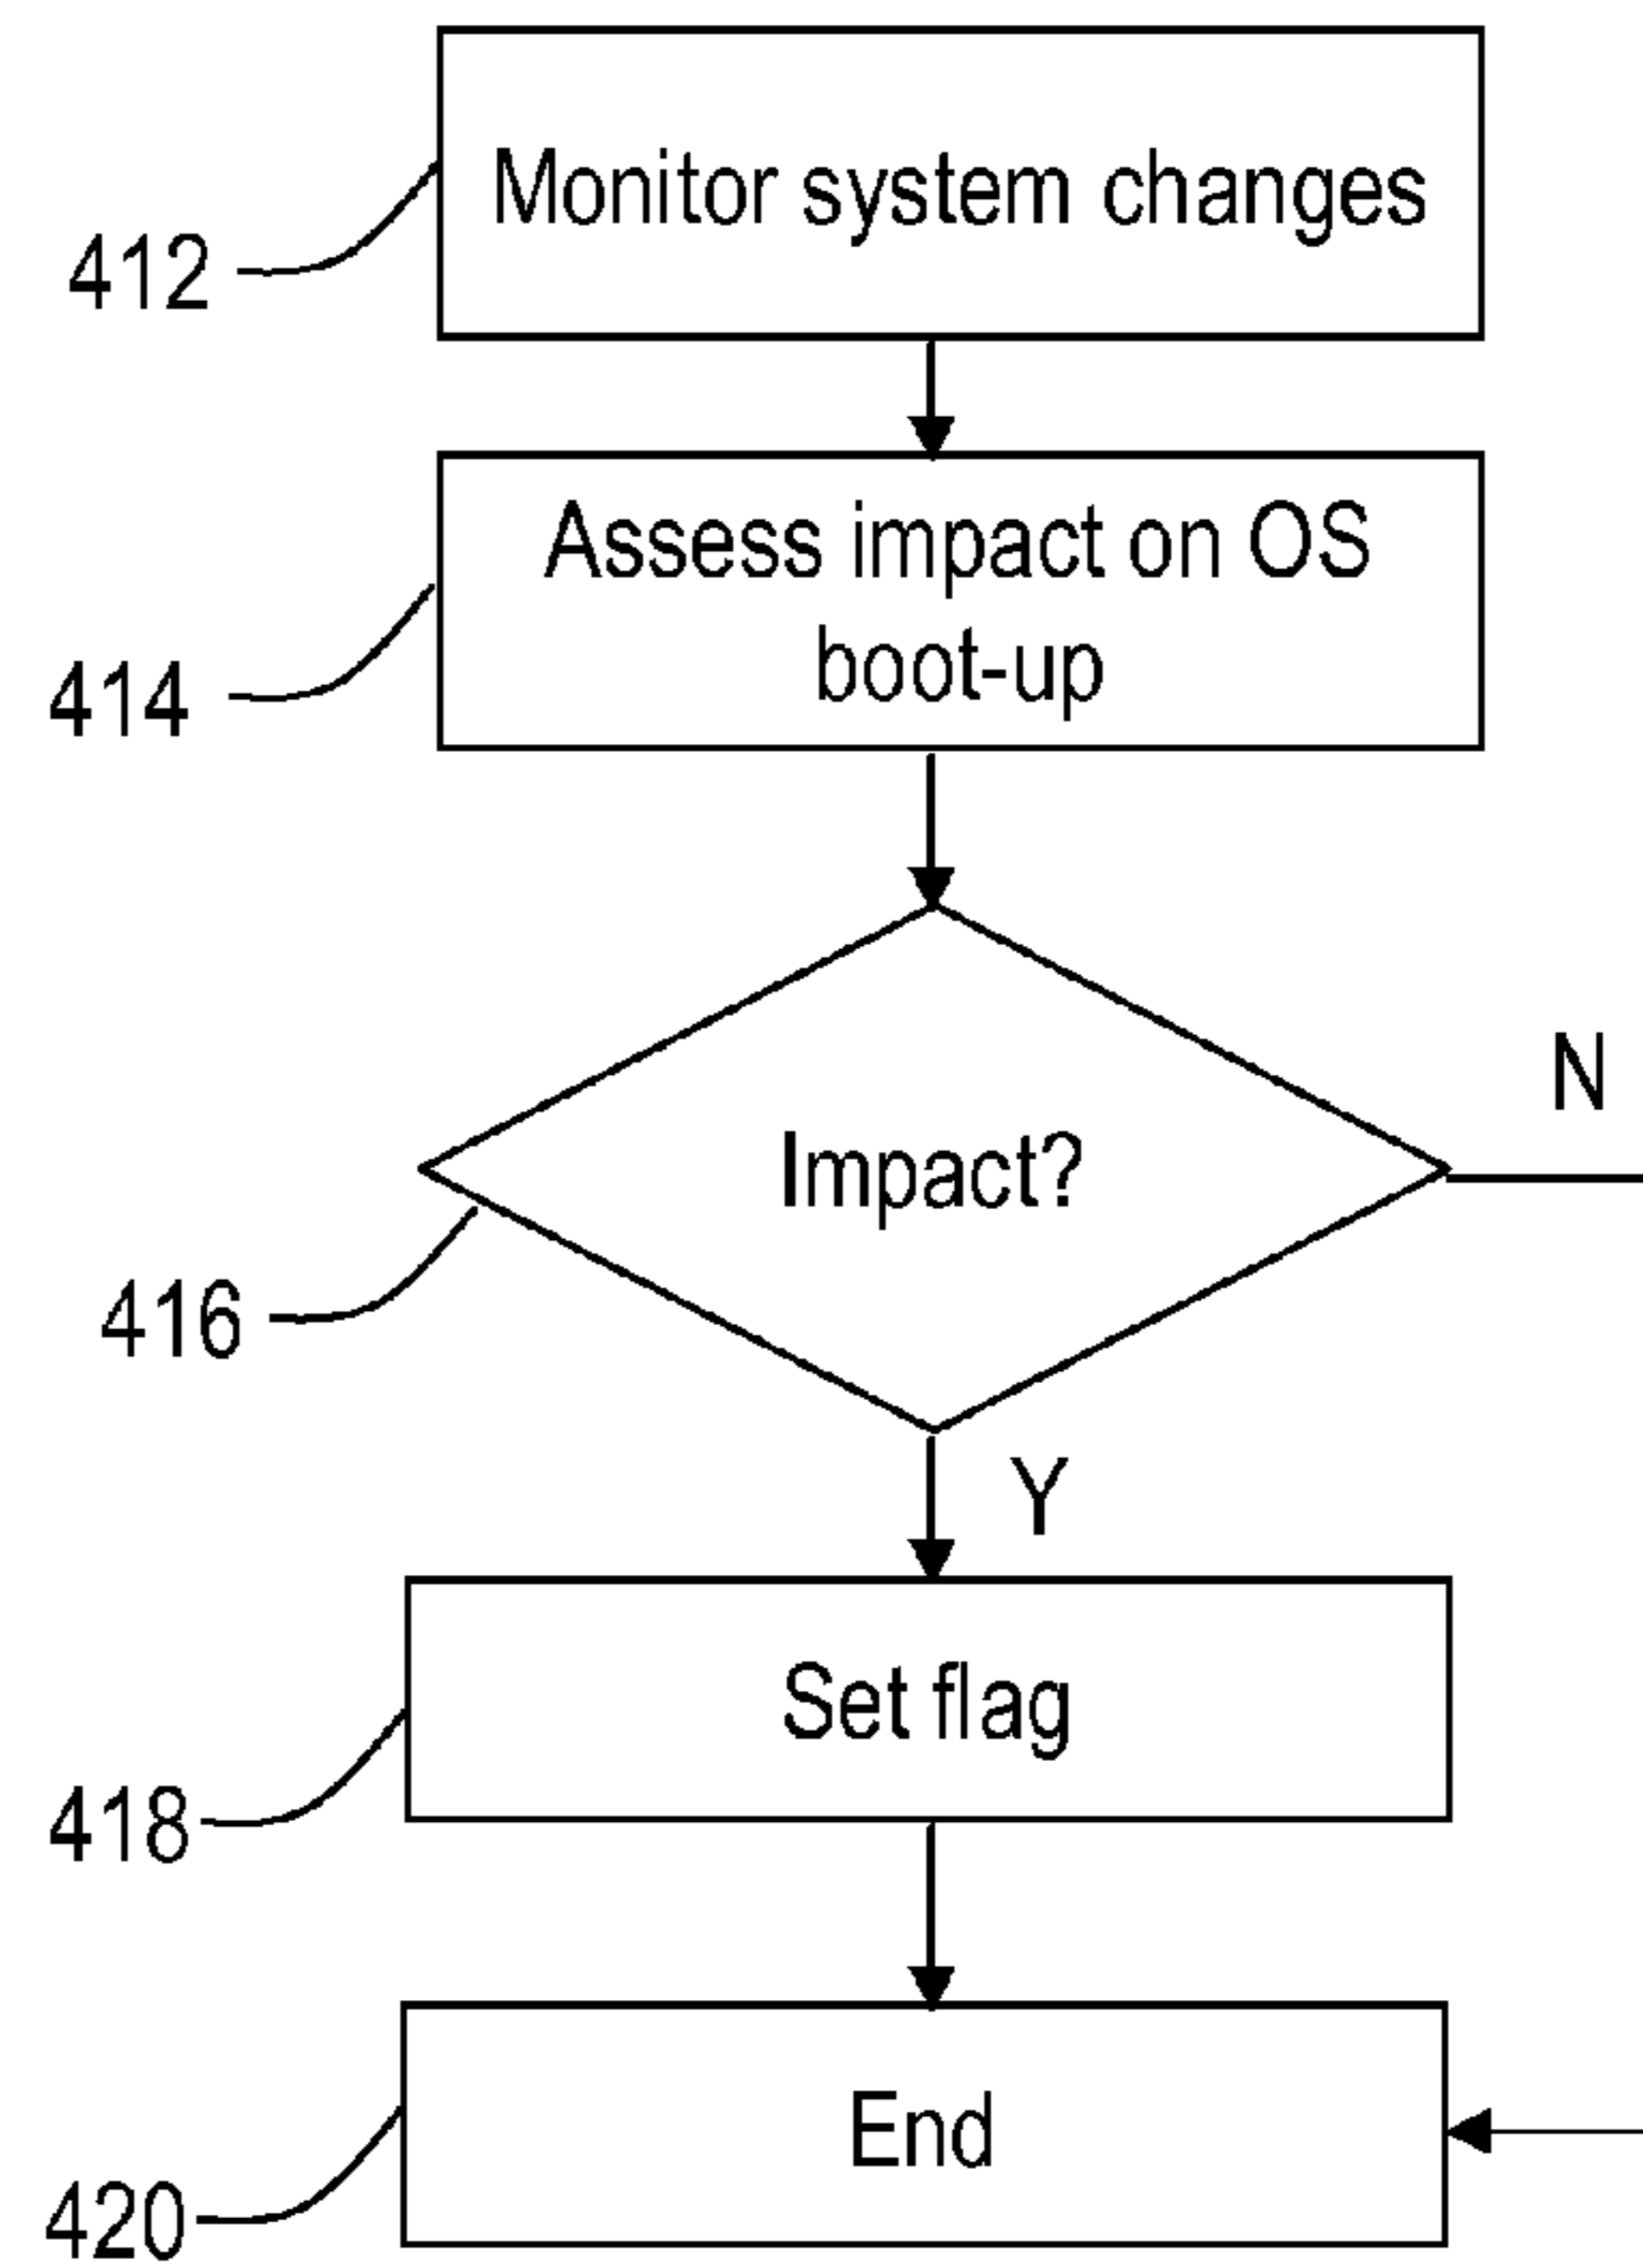 Monitor system changes
412
Assess impact on OS
boot-up
414
N
Impact?
416
Y
Set flag
418
End
420